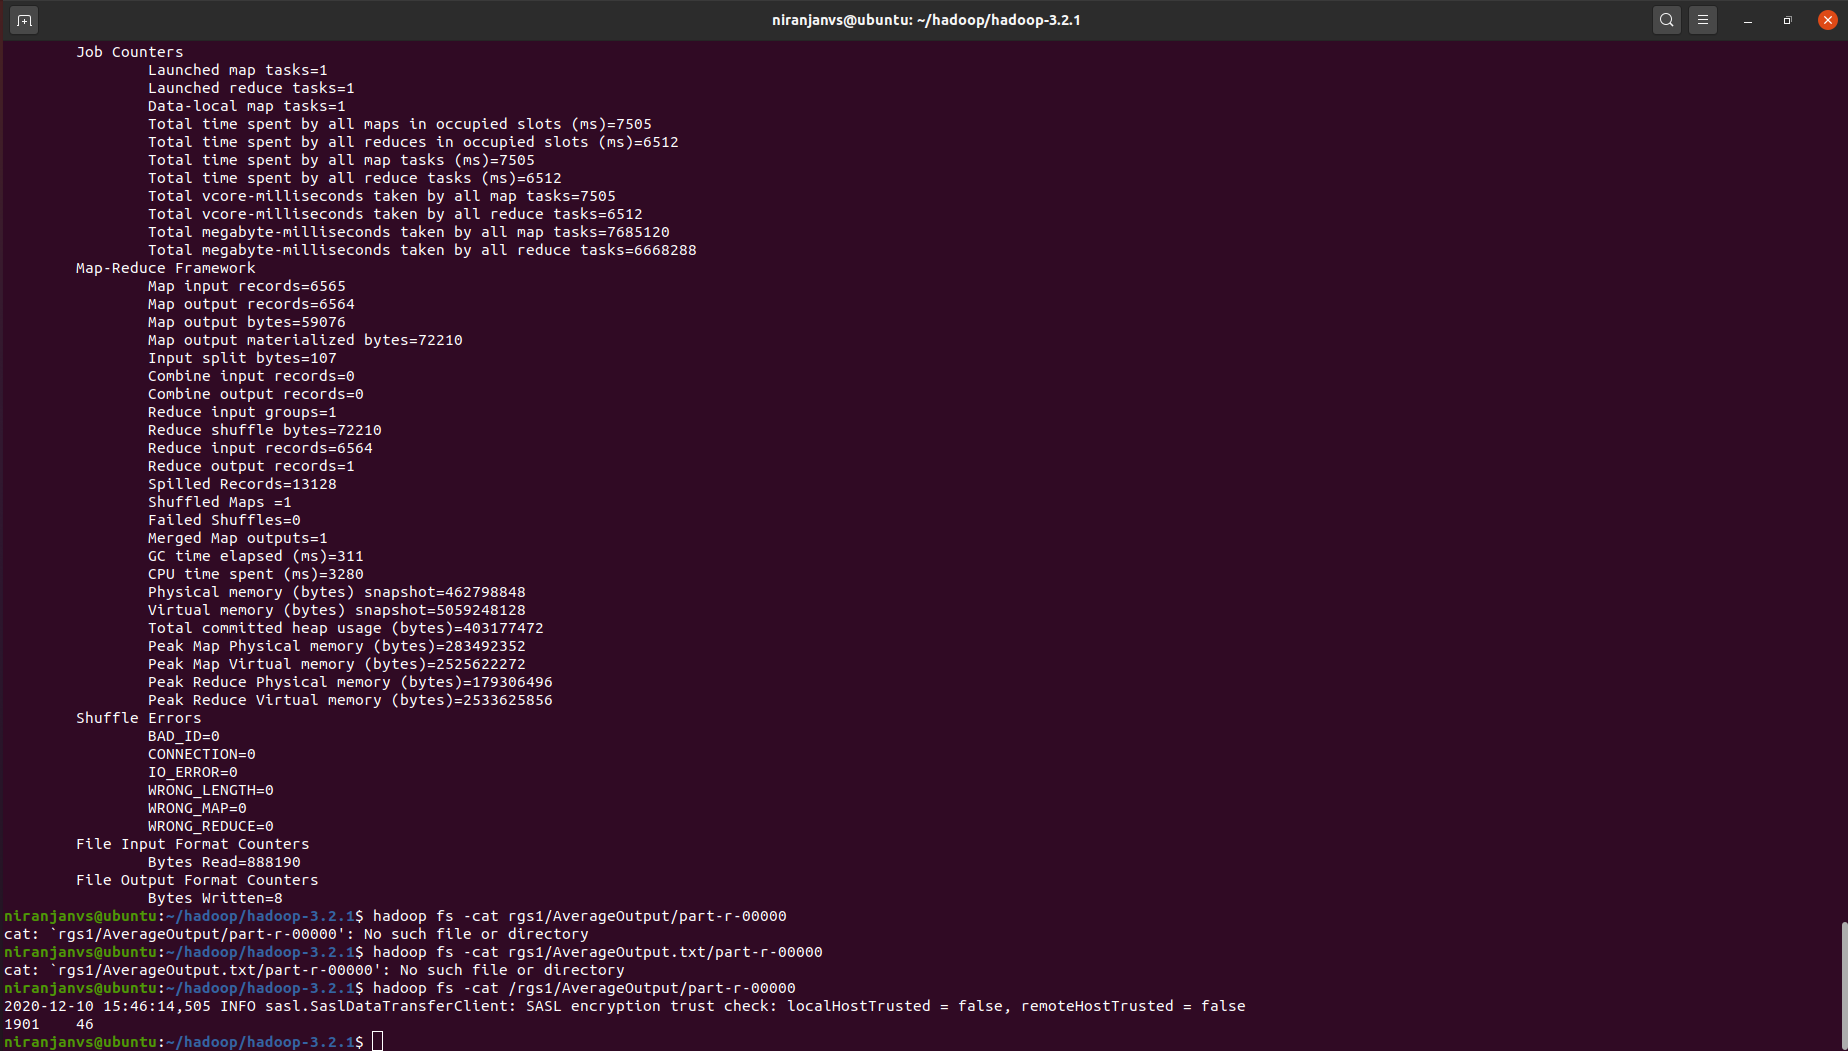 niranjanvs@ubuntu: ~/hadoop/hadoop-3.2.1
Job Counters
Launched map tasks=1
Launched reduce tasks=1
Data-local map tasks=1
Total time spent by all maps in occupied slots (ms)=7505
Total time spent by all reduces in occupied slots (ms)=6512
Total time spent by all map tasks (ms)=7505
Total time spent by all reduce tasks (ms)=6512
Total vcore-milliseconds taken by all map tasks=7505
Total vcore-milliseconds taken by all reduce tasks=6512
Total megabyte-milliseconds taken by all map tasks=7685120
Total megabyte-milliseconds taken by all reduce tasks=6668288
Map-Reduce Framework
Map input records=6565
Map output records=6564
Map output bytes=59076
Map output materialized bytes=72210
Input split bytes=107
Combine input records=0
Combine output records=0
Reduce input groups=1
Reduce shuffle bytes=72210
Reduce input records=6564
Reduce output records=1
Spilled Records=13128
Shuffled Maps =1
Failed Shuffles=0
Merged Map outputs=1
GC time elapsed (ms)=311
CPU time spent (ms)=3280
Physical memory (bytes) snapshot=462798848
Virtual memory (bytes) snapshot=5059248128
Total committed heap usage (bytes)=403177472
Peak Map Physical memory (bytes)=283492352
Peak Map Virtual memory (bytes)=2525622272
Peak Reduce Physical memory (bytes)=179306496
Peak Reduce Virtual memory (bytes)=2533625856
Shuffle Errors
BAD_ID=0
CONNECTION=0
IO_ERROR=0
WRONG_LENGTH=0
WRONG_MAP=0
WRONG_REDUCE=0
File Input Format Counters
Bytes Read=888190
File Output Format Counters
Bytes Written=8
niranjanvs@ubuntu:~/hadoop/hadoop-3.2.1$ hadoop fs -cat rgs1/AverageOutput/part-r-00000
cat: `rgs1/AverageOutput/part-r-00000': No such file or directory
niranjanvs@ubuntu:~/hadoop/hadoop-3.2.1$ hadoop fs -cat rgs1/AverageOutput.txt/part-r-00000
cat: `rgs1/AverageOutput.txt/part-r-00000': No such file or directory
niranjanvs@ubuntu:~/hadoop/hadoop-3.2.1$ hadoop fs -cat /rgs1/AverageOutput/part-r-00000
2020-12-10 15:46:14,505 INFO sasl.SaslDataTransferClient: SASL encryption trust check: localHostTrusted = false, remoteHostTrusted = false
1901    46
niranjanvs@ubuntu:~/hadoop/hadoop-3.2.1$